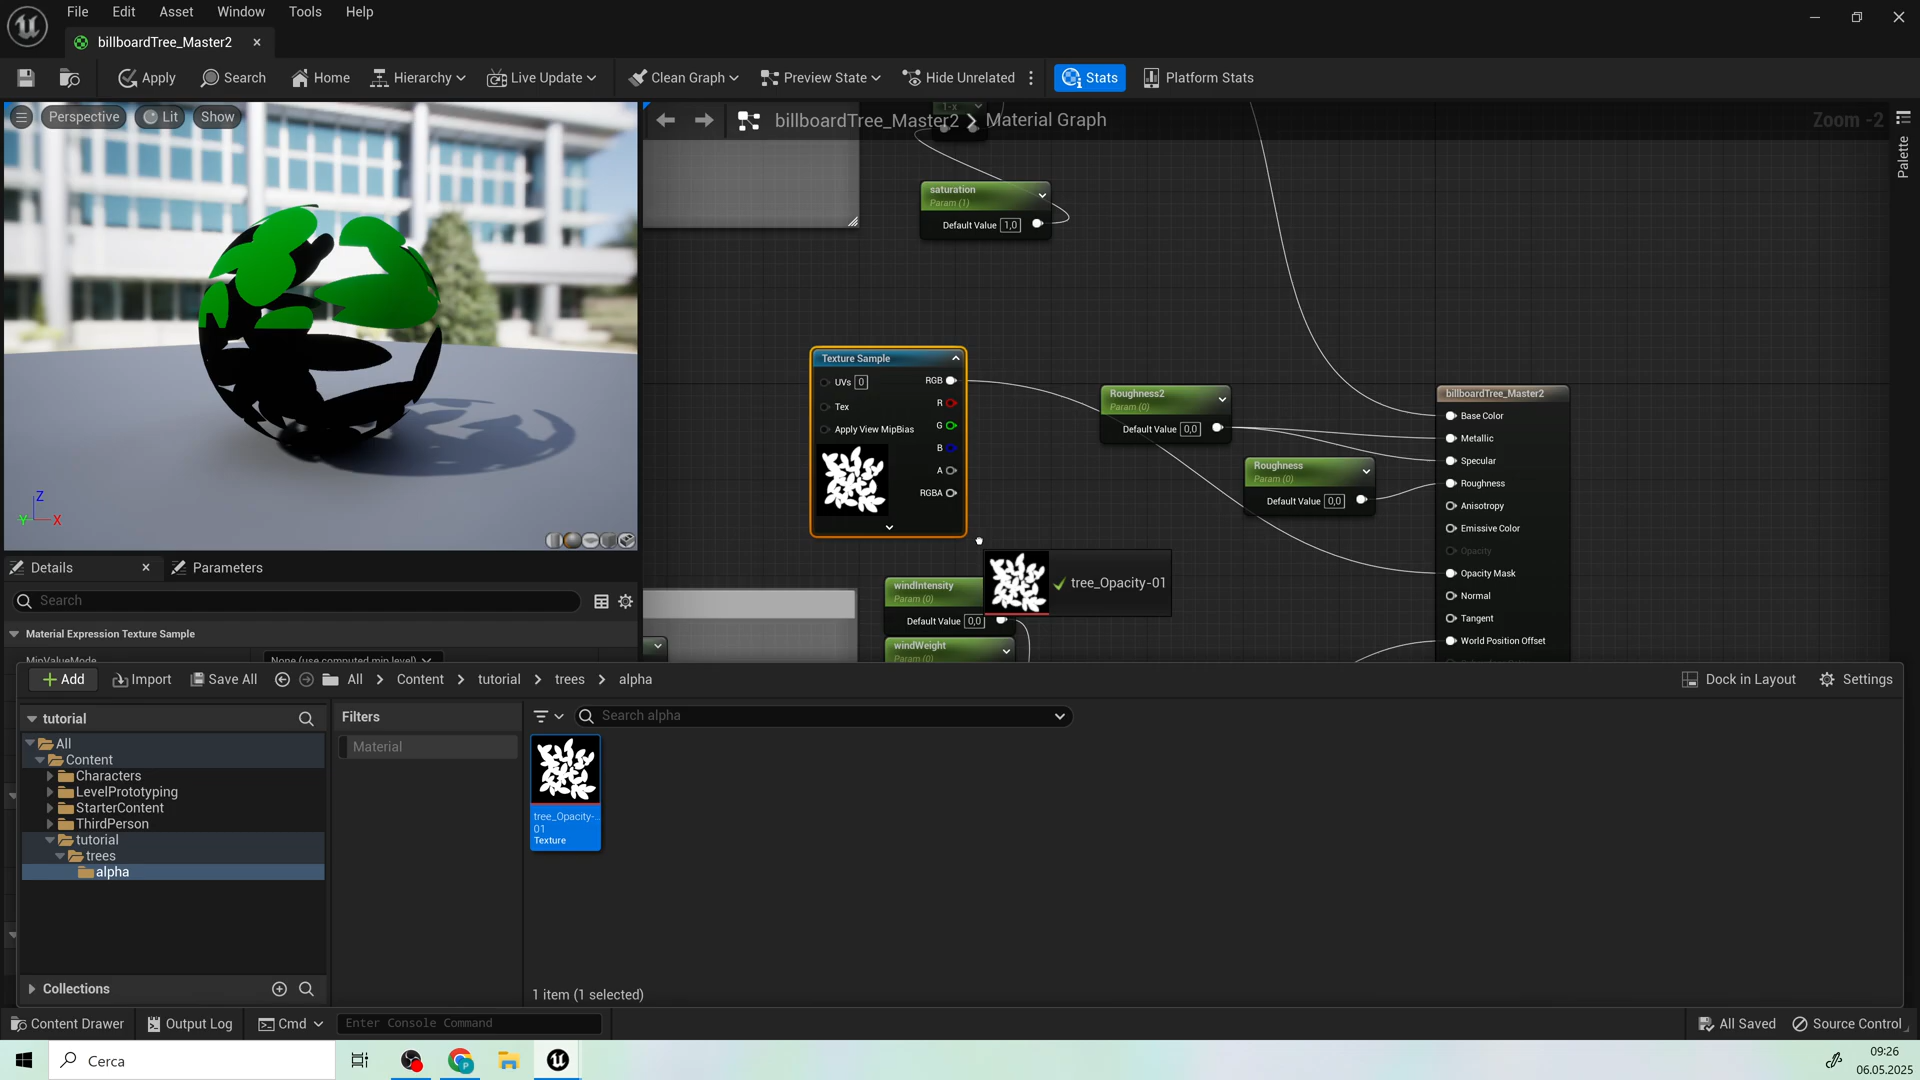 File Edit Asset Window Tools Help
billboardTree_Master2
Apply Search Home Hierarchy Live Update Clean Graph Preview State Hide Unrelated Stats Platform Stats
Perspective Lit Show
Z
Y X
1-x
billboardTree_Master2 Material Graph
Zoom -2
Palette
saturation
Param (1)
Default Value 1,0
Texture Sample
UVs 0 RGB
R
Tex
G
Apply View MipBias
B
A
RGBA
Roughness2
Param (0)
Default Value 0,0
Roughness
Param (0)
Default Value 0,0
billboardTree_Master2
Base Color
Metallic
Specular
Roughness
Anisotropy
Emissive Color
Opacity
Opacity Mask
Normal
Tangent
World Position Offset
windIntensity
Param (0)
Default Value 0,0
windWeight
Param (0)
tree_Opacity-01
Details Parameters
Search
Material Expression Texture Sample
MipValueMode None (use computed mip level)
Add Import Save All All Content tutorial trees alpha Dock in Layout Settings
tutorial
All
Content
Characters
LevelPrototyping
StarterContent
ThirdPerson
tutorial
trees
alpha
Collections
Filters
Material
Search alpha
tree_Opacity-
01
Texture
1 item (1 selected)
Content Drawer Output Log Cmd Enter Console Command All Saved Source Control
Cerca
09:26
06.05.2025